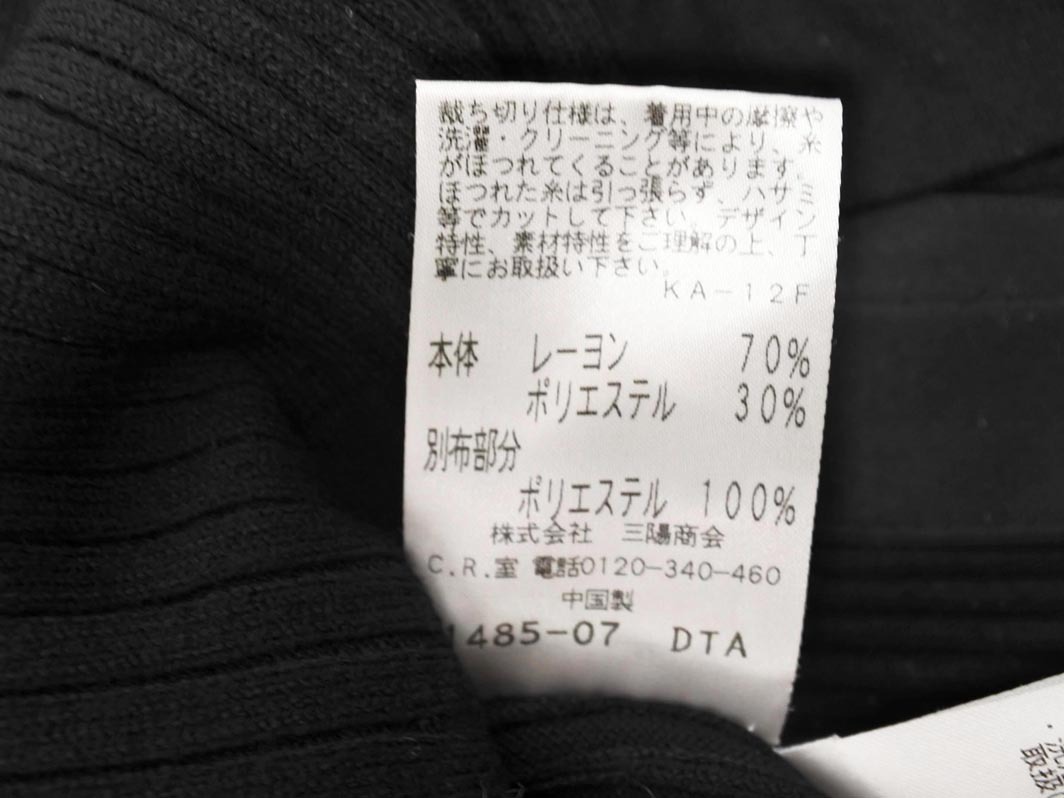 裁ち切り仕様は、着用中の摩擦や
洗濯・クリーニング等により、糸
がほつれてくることがあります。
ほつれた糸は引っ張らず、ハサミ
等でカットして下さい。デザイン
特性、素材特性をご理解の上、丁
寧にお取扱い下さい。
KA-12F
本体 レーヨン 70%
ポリエステル 30%
別布部分
ポリエステル 100%
株式会社 三陽商会
C.R.室 電話0120-340-460
中国製
1485-07 DTA
取扱い